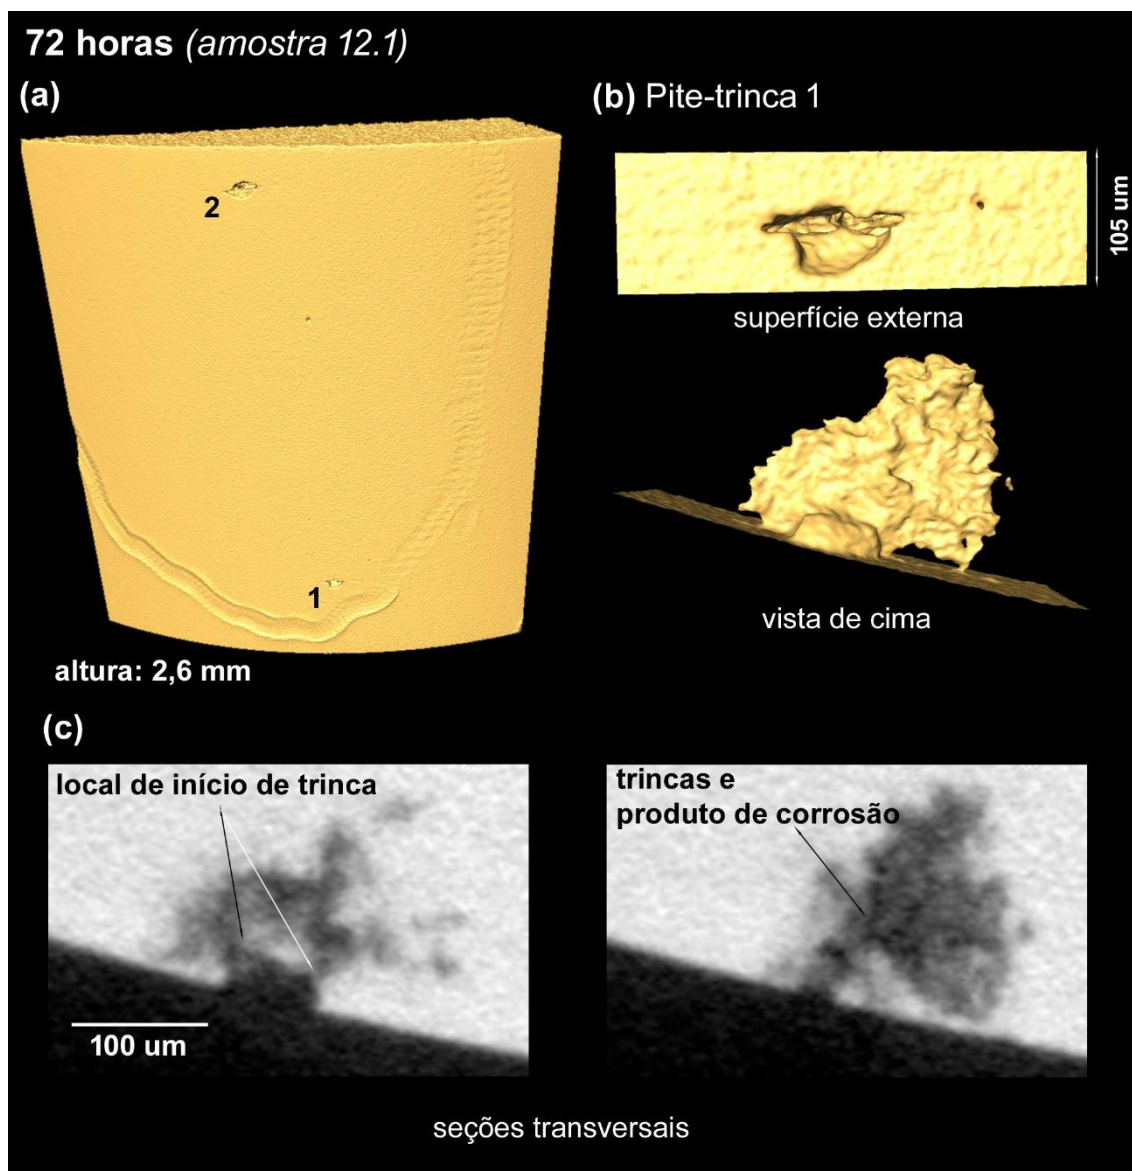 72 horas (amostra 12.1)
(a)
(b) Pite-trinca 1
2
1
altura: 2,6 mm
105 um
superfície externa
vista de cima
(c)
local de início de trinca
100 um
trincas e
produto de corrosão
seções transversais